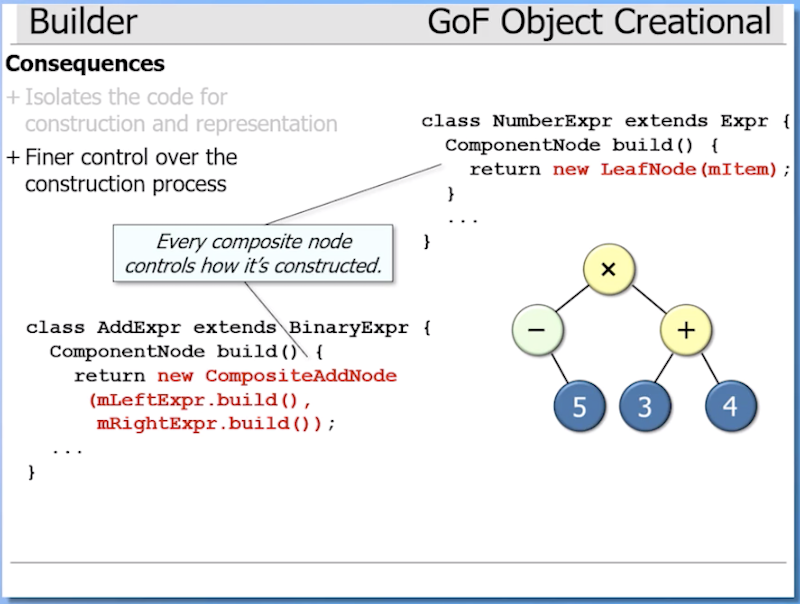 Builder
GoF Object Creational
Consequences
+ Isolates the code for
construction and representation
+ Finer control over the
construction process
class NumberExpr extends Expr {
ComponentNode build() {
return new LeafNode(mItem);
}
...
}
Every composite node
controls how it's constructed.
class AddExpr extends BinaryExpr {
ComponentNode build() {
return new CompositeAddNode
(mLeftExpr.build(),
mRightExpr.build());
...
}
×
− +
5 3 4